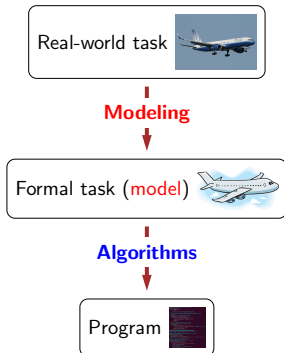 Real-world task
Modeling
Formal task (model)
Algorithms
Program